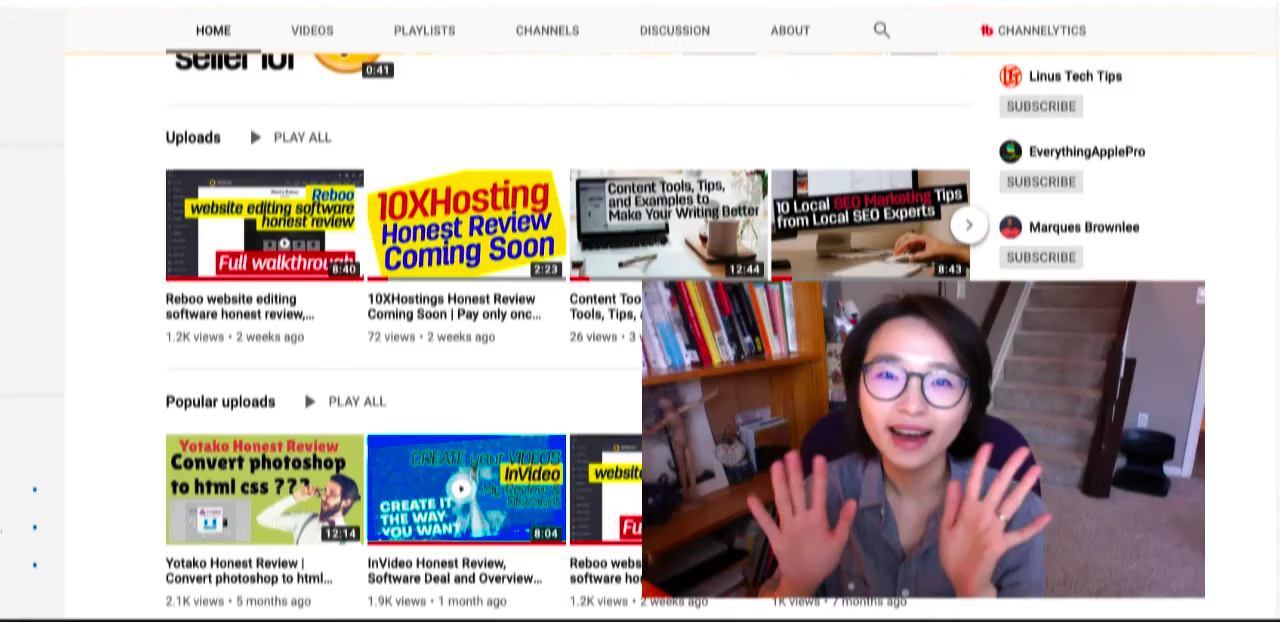 HOME VIDEOS PLAYLISTS CHANNELS DISCUSSION ABOUT CHANNELYTICS
seller for
0:41
Linus Tech Tips
SUBSCRIBE
EverythingApplePro
SUBSCRIBE
Marques Brownlee
SUBSCRIBE
Uploads PLAY ALL
Reboo
website editing software
honest review
Full walkthrough
8:40
10XHosting
Honest Review
Coming Soon
2:23
Content Tools, Tips,
and Examples to
Make Your Writing Better
12:44
10 Local SEO Marketing Tips
from Local SEO Experts
8:43
Reboo website editing
software honest review,...
1.2K views • 2 weeks ago
10XHostings Honest Review
Coming Soon | Pay only onc...
72 views • 2 weeks ago
Content Too
Tools, Tips,
26 views • 3
Popular uploads PLAY ALL
Yotako Honest Review
Convert photoshop
to html css ???
12:14
CREATE your VIDEOS
InVideo
My Review &
CREATE IT
THE WAY
YOU WANT
8:04
websit
Fu
Yotako Honest Review |
Convert photoshop to html...
2.1K views • 5 months ago
InVideo Honest Review,
Software Deal and Overview...
1.9K views • 1 month ago
Reboo webs
software ho
1.2K views • 2 weeks ago
1K views • 7 months ago